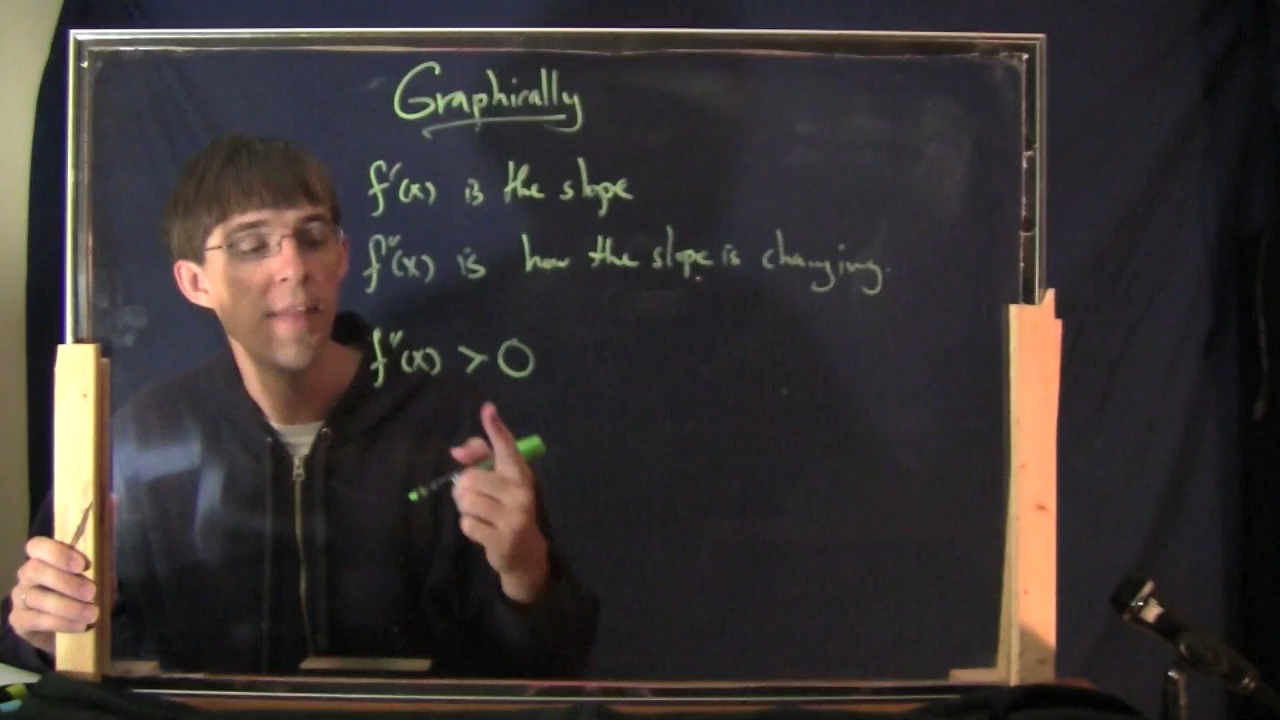 Graphically
f'(x) is the slope
f"(x) is how the slope is changing.
f"(x) > 0